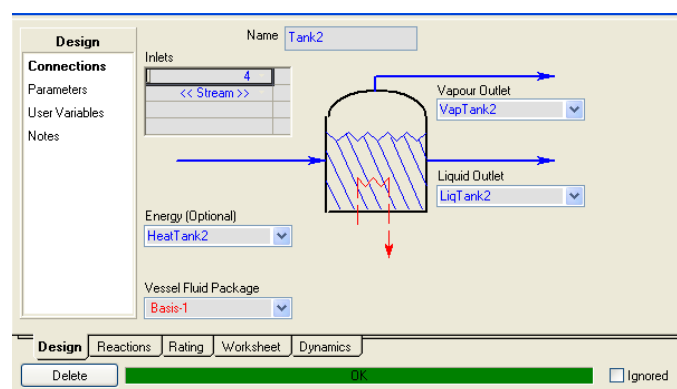 Design
Connections
Parameters
User Variables
Notes
Name Tank2
Inlets
4
<< Stream >>
Vapour Outlet
VapTank2
Liquid Outlet
LiqTank2
Energy (Optional)
HeatTank2
Vessel Fluid Package
Basis-1
Design Reactions Rating Worksheet Dynamics
Delete OK Ignored